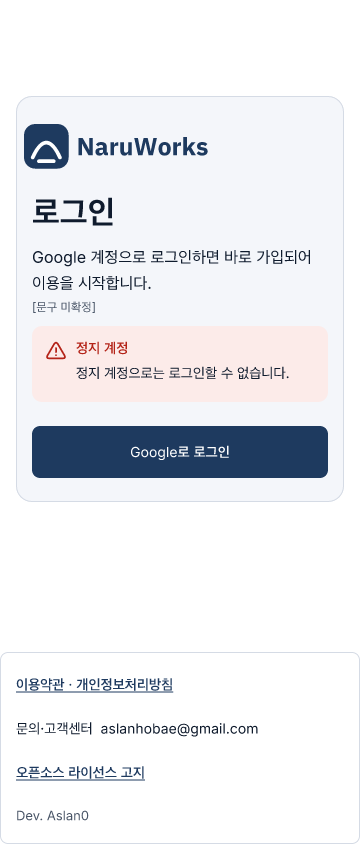 NaruWorks
로그인
Google 계정으로 로그인하면 바로 가입되어
이용을 시작합니다.
[문구 미확정]
정지 계정
정지 계정으로는 로그인할 수 없습니다.
Google로 로그인
이용약관 · 개인정보처리방침
문의·고객센터 aslanhobae@gmail.com
오픈소스 라이선스 고지
Dev. Aslan0